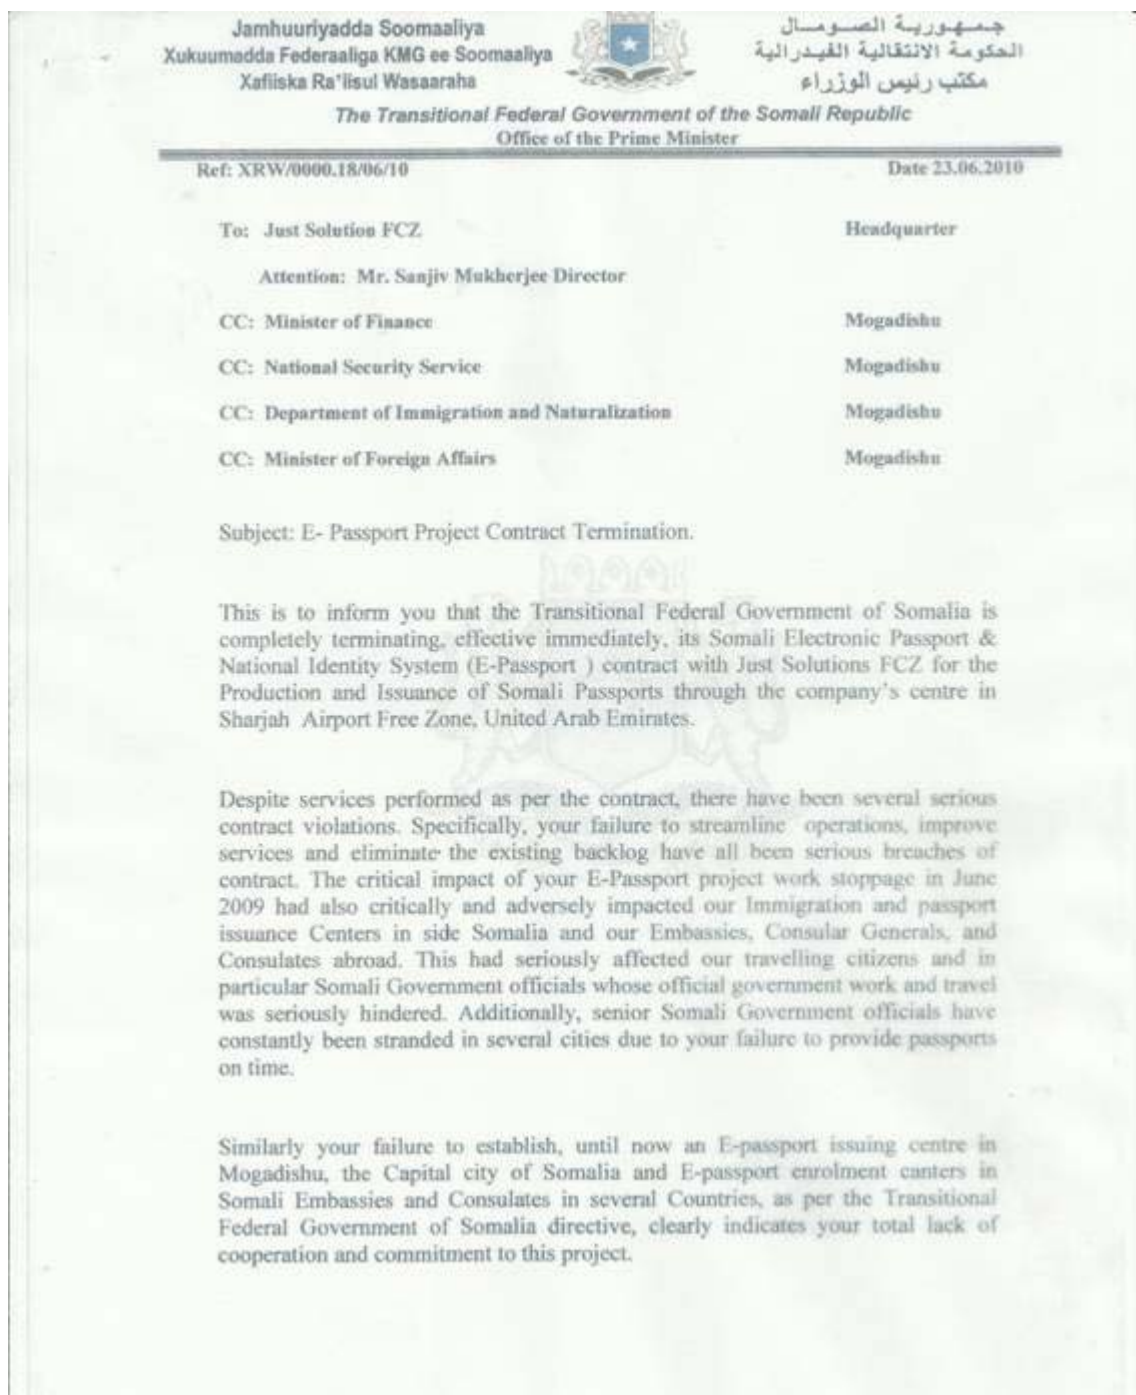 Jamhuuriyadda Soomaaliya
Xukuumadda Federaaliga KMG ee Soomaaliya
Xafiiska Ra'iisul Wasaaraha
جمهورية الصومال
الحكومة الانتقالية الفيدرالية
مكتب رئيس الوزراء
The Transitional Federal Government of the Somali Republic
Office of the Prime Minister
Ref: XRW/0000.18/06/10 Date 23.06.2010
To: Just Solution FCZ Headquarter
Attention: Mr. Sanjiv Mukherjee Director
CC: Minister of Finance Mogadishu
CC: National Security Service Mogadishu
CC: Department of Immigration and Naturalization Mogadishu
CC: Minister of Foreign Affairs Mogadishu
Subject: E- Passport Project Contract Termination.
This is to inform you that the Transitional Federal Government of Somalia is
completely terminating, effective immediately, its Somali Electronic Passport &
National Identity System (E-Passport ) contract with Just Solutions FCZ for the
Production and Issuance of Somali Passports through the company's centre in
Sharjah Airport Free Zone, United Arab Emirates.
Despite services performed as per the contract, there have been several serious
contract violations. Specifically, your failure to streamline operations, improve
services and eliminate the existing backlog have all been serious breaches of
contract. The critical impact of your E-Passport project work stoppage in June
2009 had also critically and adversely impacted our Immigration and passport
issuance Centers in side Somalia and our Embassies, Consular Generals, and
Consulates abroad. This had seriously affected our travelling citizens and in
particular Somali Government officials whose official government work and travel
was seriously hindered. Additionally, senior Somali Government officials have
constantly been stranded in several cities due to your failure to provide passports
on time.
Similarly your failure to establish, until now an E-passport issuing centre in
Mogadishu, the Capital city of Somalia and E-passport enrolment canters in
Somali Embassies and Consulates in several Countries, as per the Transitional
Federal Government of Somalia directive, clearly indicates your total lack of
cooperation and commitment to this project.